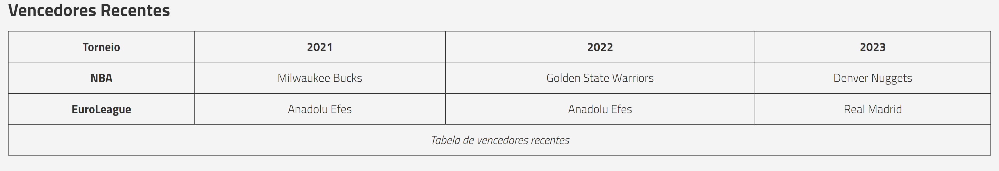 Vencedores Recentes
Torneio 2021 2022 2023
NBA Milwaukee Bucks Golden State Warriors Denver Nuggets
EuroLeague Anadolu Efes Anadolu Efes Real Madrid
Tabela de vencedores recentes